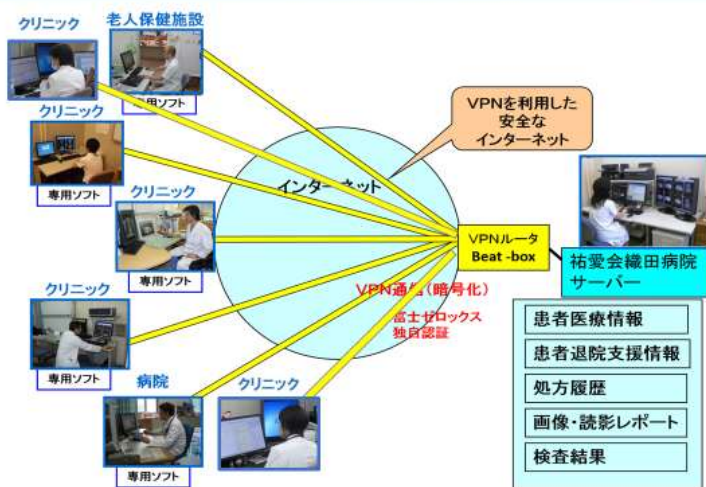 クリニック
老人保健施設
専用ソフト
クリニック
専用ソフト
クリニック
専用ソフト
クリニック
専用ソフト
病院
専用ソフト
クリニック
インターネット
VPNを利用した
安全な
インターネット
VPNルータ
Beat -box
VPN通信(暗号化)
富士ゼロックス
独自認証
祐愛会織田病院
サーバー
患者医療情報
患者退院支援情報
処方履歴
画像・読影レポート
検査結果